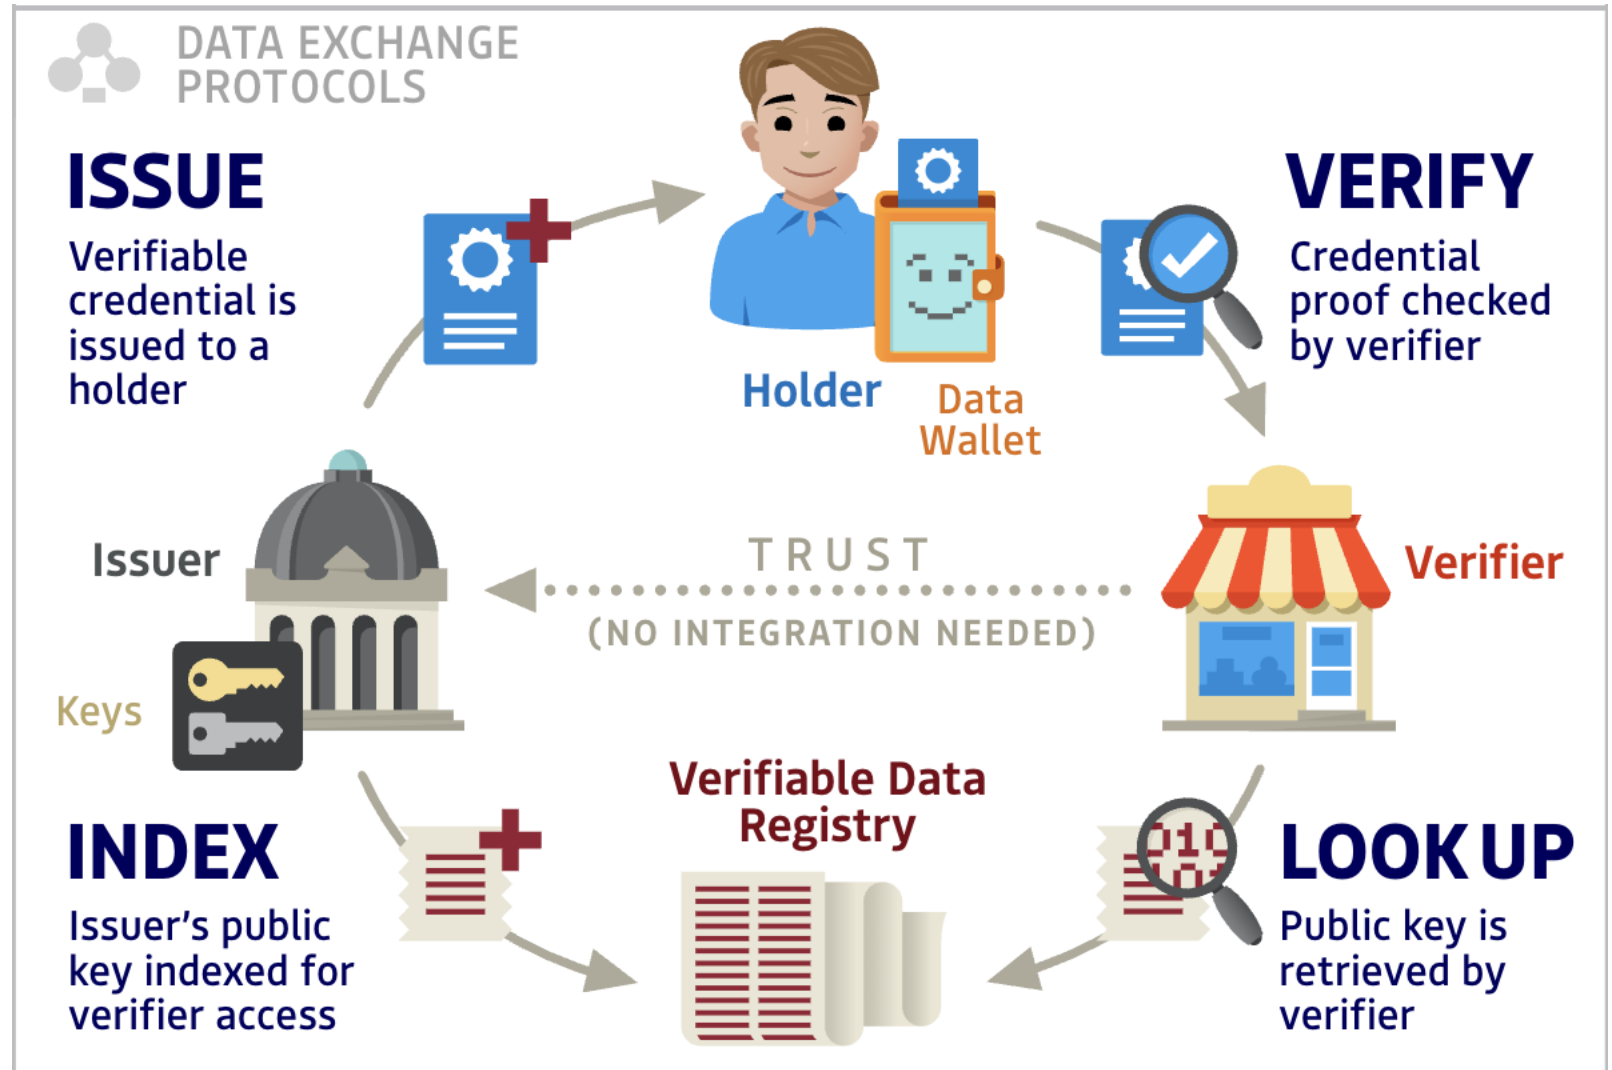 DATA EXCHANGE
PROTOCOLS
ISSUE
Verifiable
credential is
issued to a
holder
Holder
Data
Wallet
VERIFY
Credential
proof checked
by verifier
Issuer
Keys
TRUST
(NO INTEGRATION NEEDED)
Verifier
INDEX
Issuer’s public
key indexed for
verifier access
Verifiable Data
Registry
LOOK UP
Public key is
retrieved by
verifier